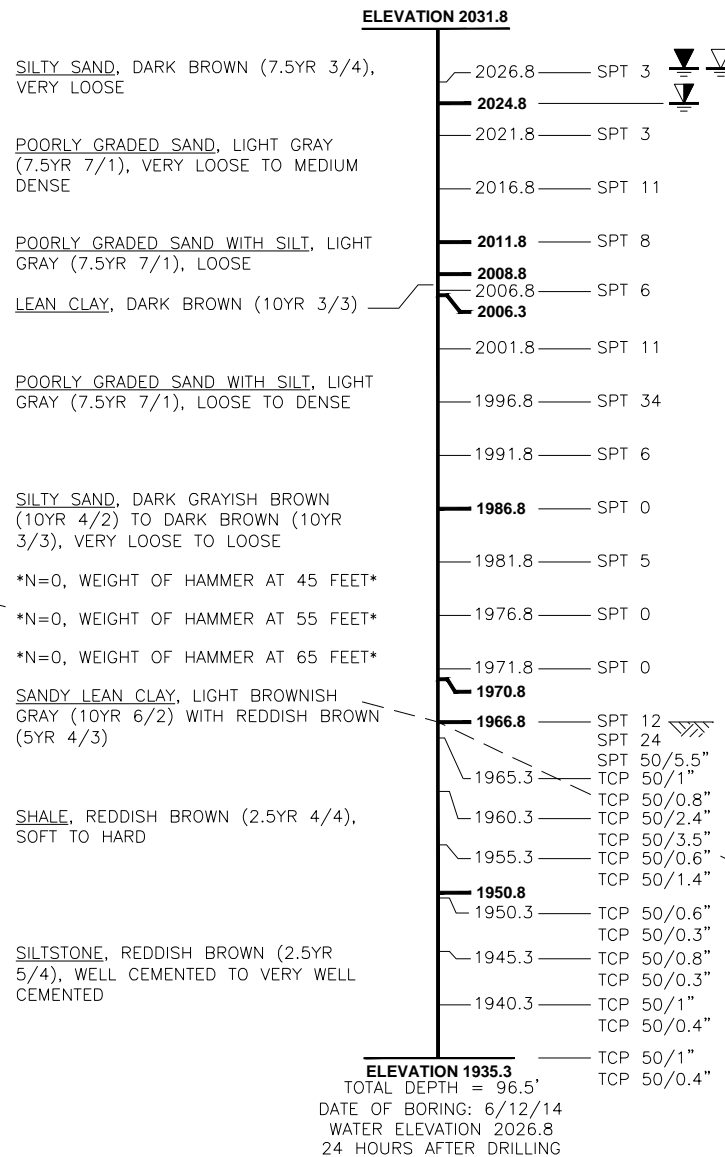 ELEVATION 2031.8
SILTY SAND, DARK BROWN (7.5YR 3/4),
VERY LOOSE
2026.8 SPT 3
2024.8
2021.8 SPT 3
POORLY GRADED SAND, LIGHT GRAY
(7.5YR 7/1), VERY LOOSE TO MEDIUM
DENSE
2016.8 SPT 11
POORLY GRADED SAND WITH SILT, LIGHT
GRAY (7.5YR 7/1), LOOSE
2011.8 SPT 8
2008.8
LEAN CLAY, DARK BROWN (10YR 3/3)
2006.8 SPT 6
2006.3
2001.8 SPT 11
POORLY GRADED SAND WITH SILT, LIGHT
GRAY (7.5YR 7/1), LOOSE TO DENSE
1996.8 SPT 34
1991.8 SPT 6
SILTY SAND, DARK GRAYISH BROWN
(10YR 4/2) TO DARK BROWN (10YR
3/3), VERY LOOSE TO LOOSE
1986.8 SPT 0
1981.8 SPT 5
*N=0, WEIGHT OF HAMMER AT 45 FEET*
*N=0, WEIGHT OF HAMMER AT 55 FEET*
1976.8 SPT 0
*N=0, WEIGHT OF HAMMER AT 65 FEET*
1971.8 SPT 0
1970.8
SANDY LEAN CLAY, LIGHT BROWNISH
GRAY (10YR 6/2) WITH REDDISH BROWN
(5YR 4/3)
1966.8 SPT 12
SPT 24
SPT 50/5.5"
1965.3 TCP 50/1"
TCP 50/0.8"
SHALE, REDDISH BROWN (2.5YR 4/4),
SOFT TO HARD
1960.3 TCP 50/2.4"
TCP 50/3.5"
1955.3 TCP 50/0.6"
TCP 50/1.4"
1950.8
1950.3 TCP 50/0.6"
TCP 50/0.3"
SILTSTONE, REDDISH BROWN (2.5YR
5/4), WELL CEMENTED TO VERY WELL
CEMENTED
1945.3 TCP 50/0.8"
TCP 50/0.3"
1940.3 TCP 50/1"
TCP 50/0.4"
TCP 50/1"
TCP 50/0.4"
ELEVATION 1935.3
TOTAL DEPTH = 96.5'
DATE OF BORING: 6/12/14
WATER ELEVATION 2026.8
24 HOURS AFTER DRILLING